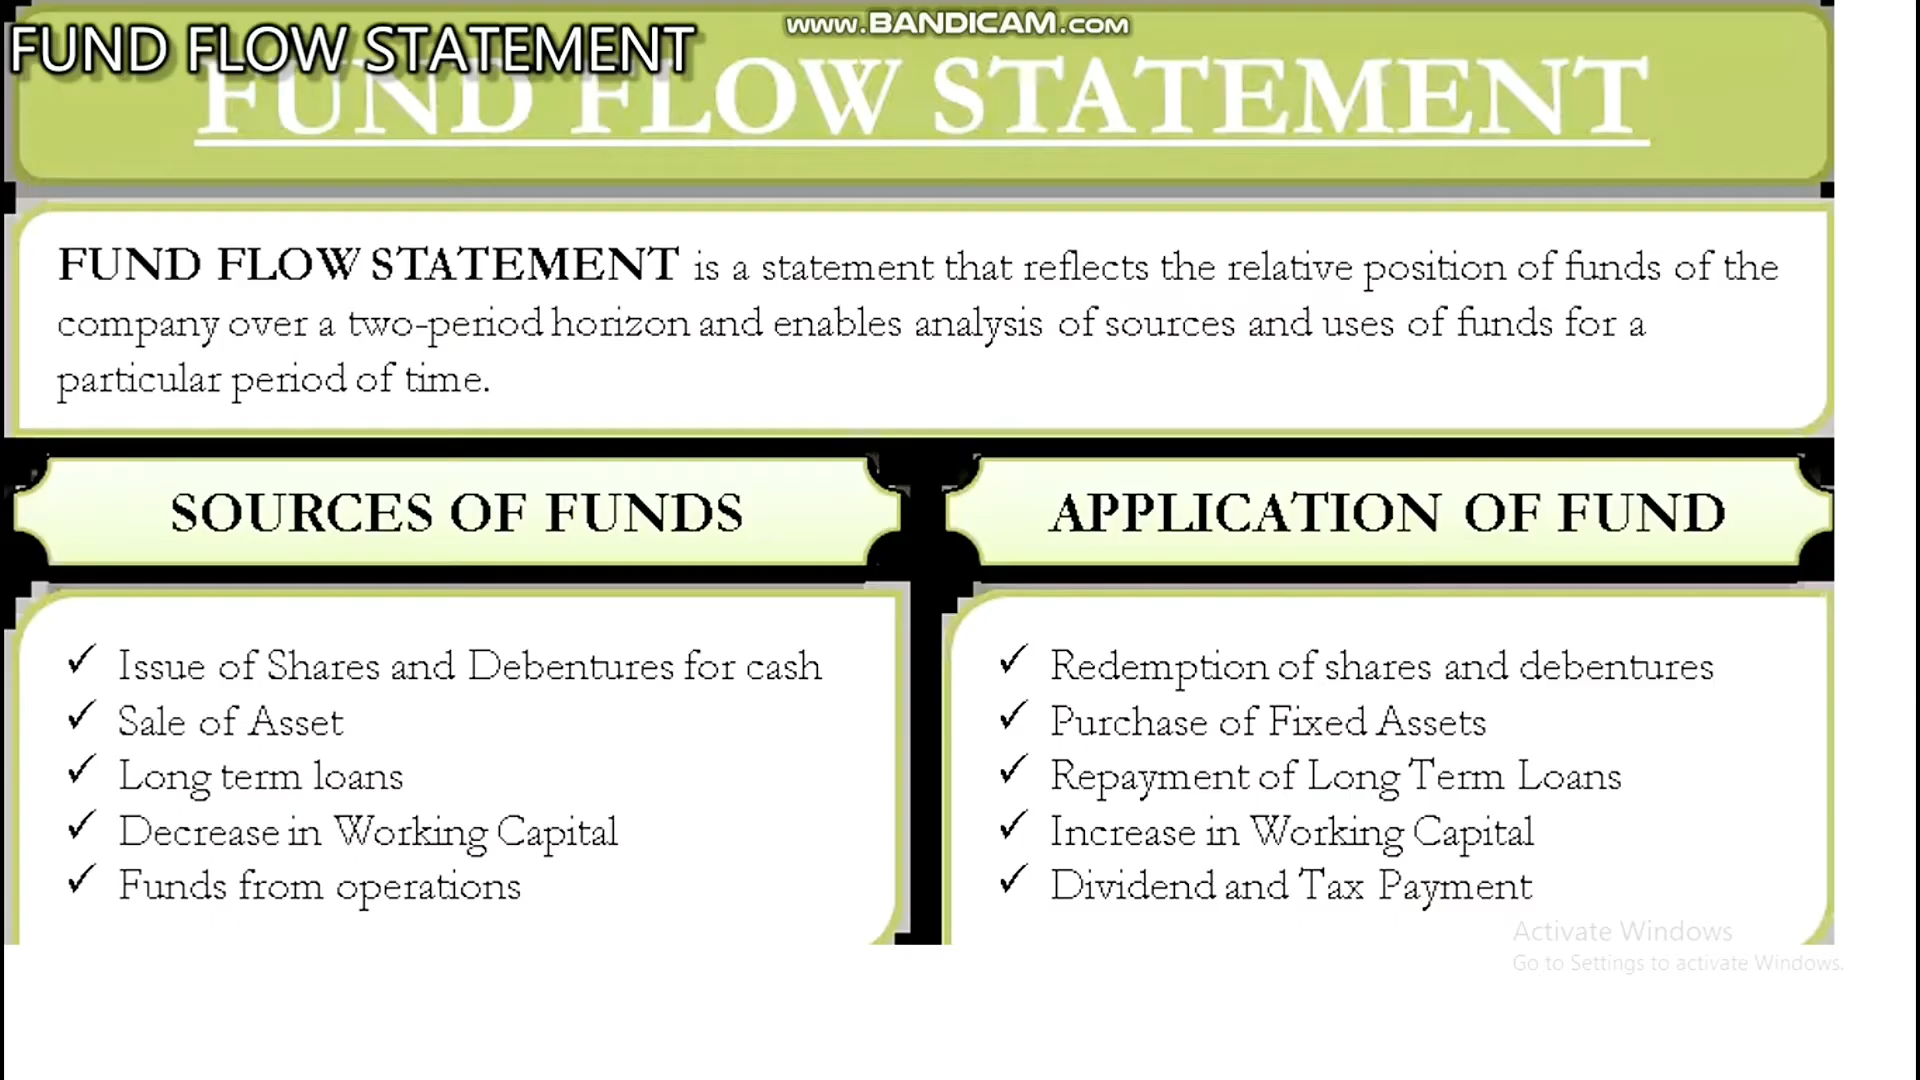 www.BANDICAM.com
FUND FLOW STATEMENT
FUND FLOW STATEMENT
FUND FLOW STATEMENT is a statement that reflects the relative position of funds of the
company over a two-period horizon and enables analysis of sources and uses of funds for a
particular period of time.
SOURCES OF FUNDS
✓ Issue of Shares and Debentures for cash
✓ Sale of Asset
✓ Long term loans
✓ Decrease in Working Capital
✓ Funds from operations
APPLICATION OF FUND
✓ Redemption of shares and debentures
✓ Purchase of Fixed Assets
✓ Repayment of Long Term Loans
✓ Increase in Working Capital
✓ Dividend and Tax Payment
Activate Windows
Go to Settings to activate Windows.